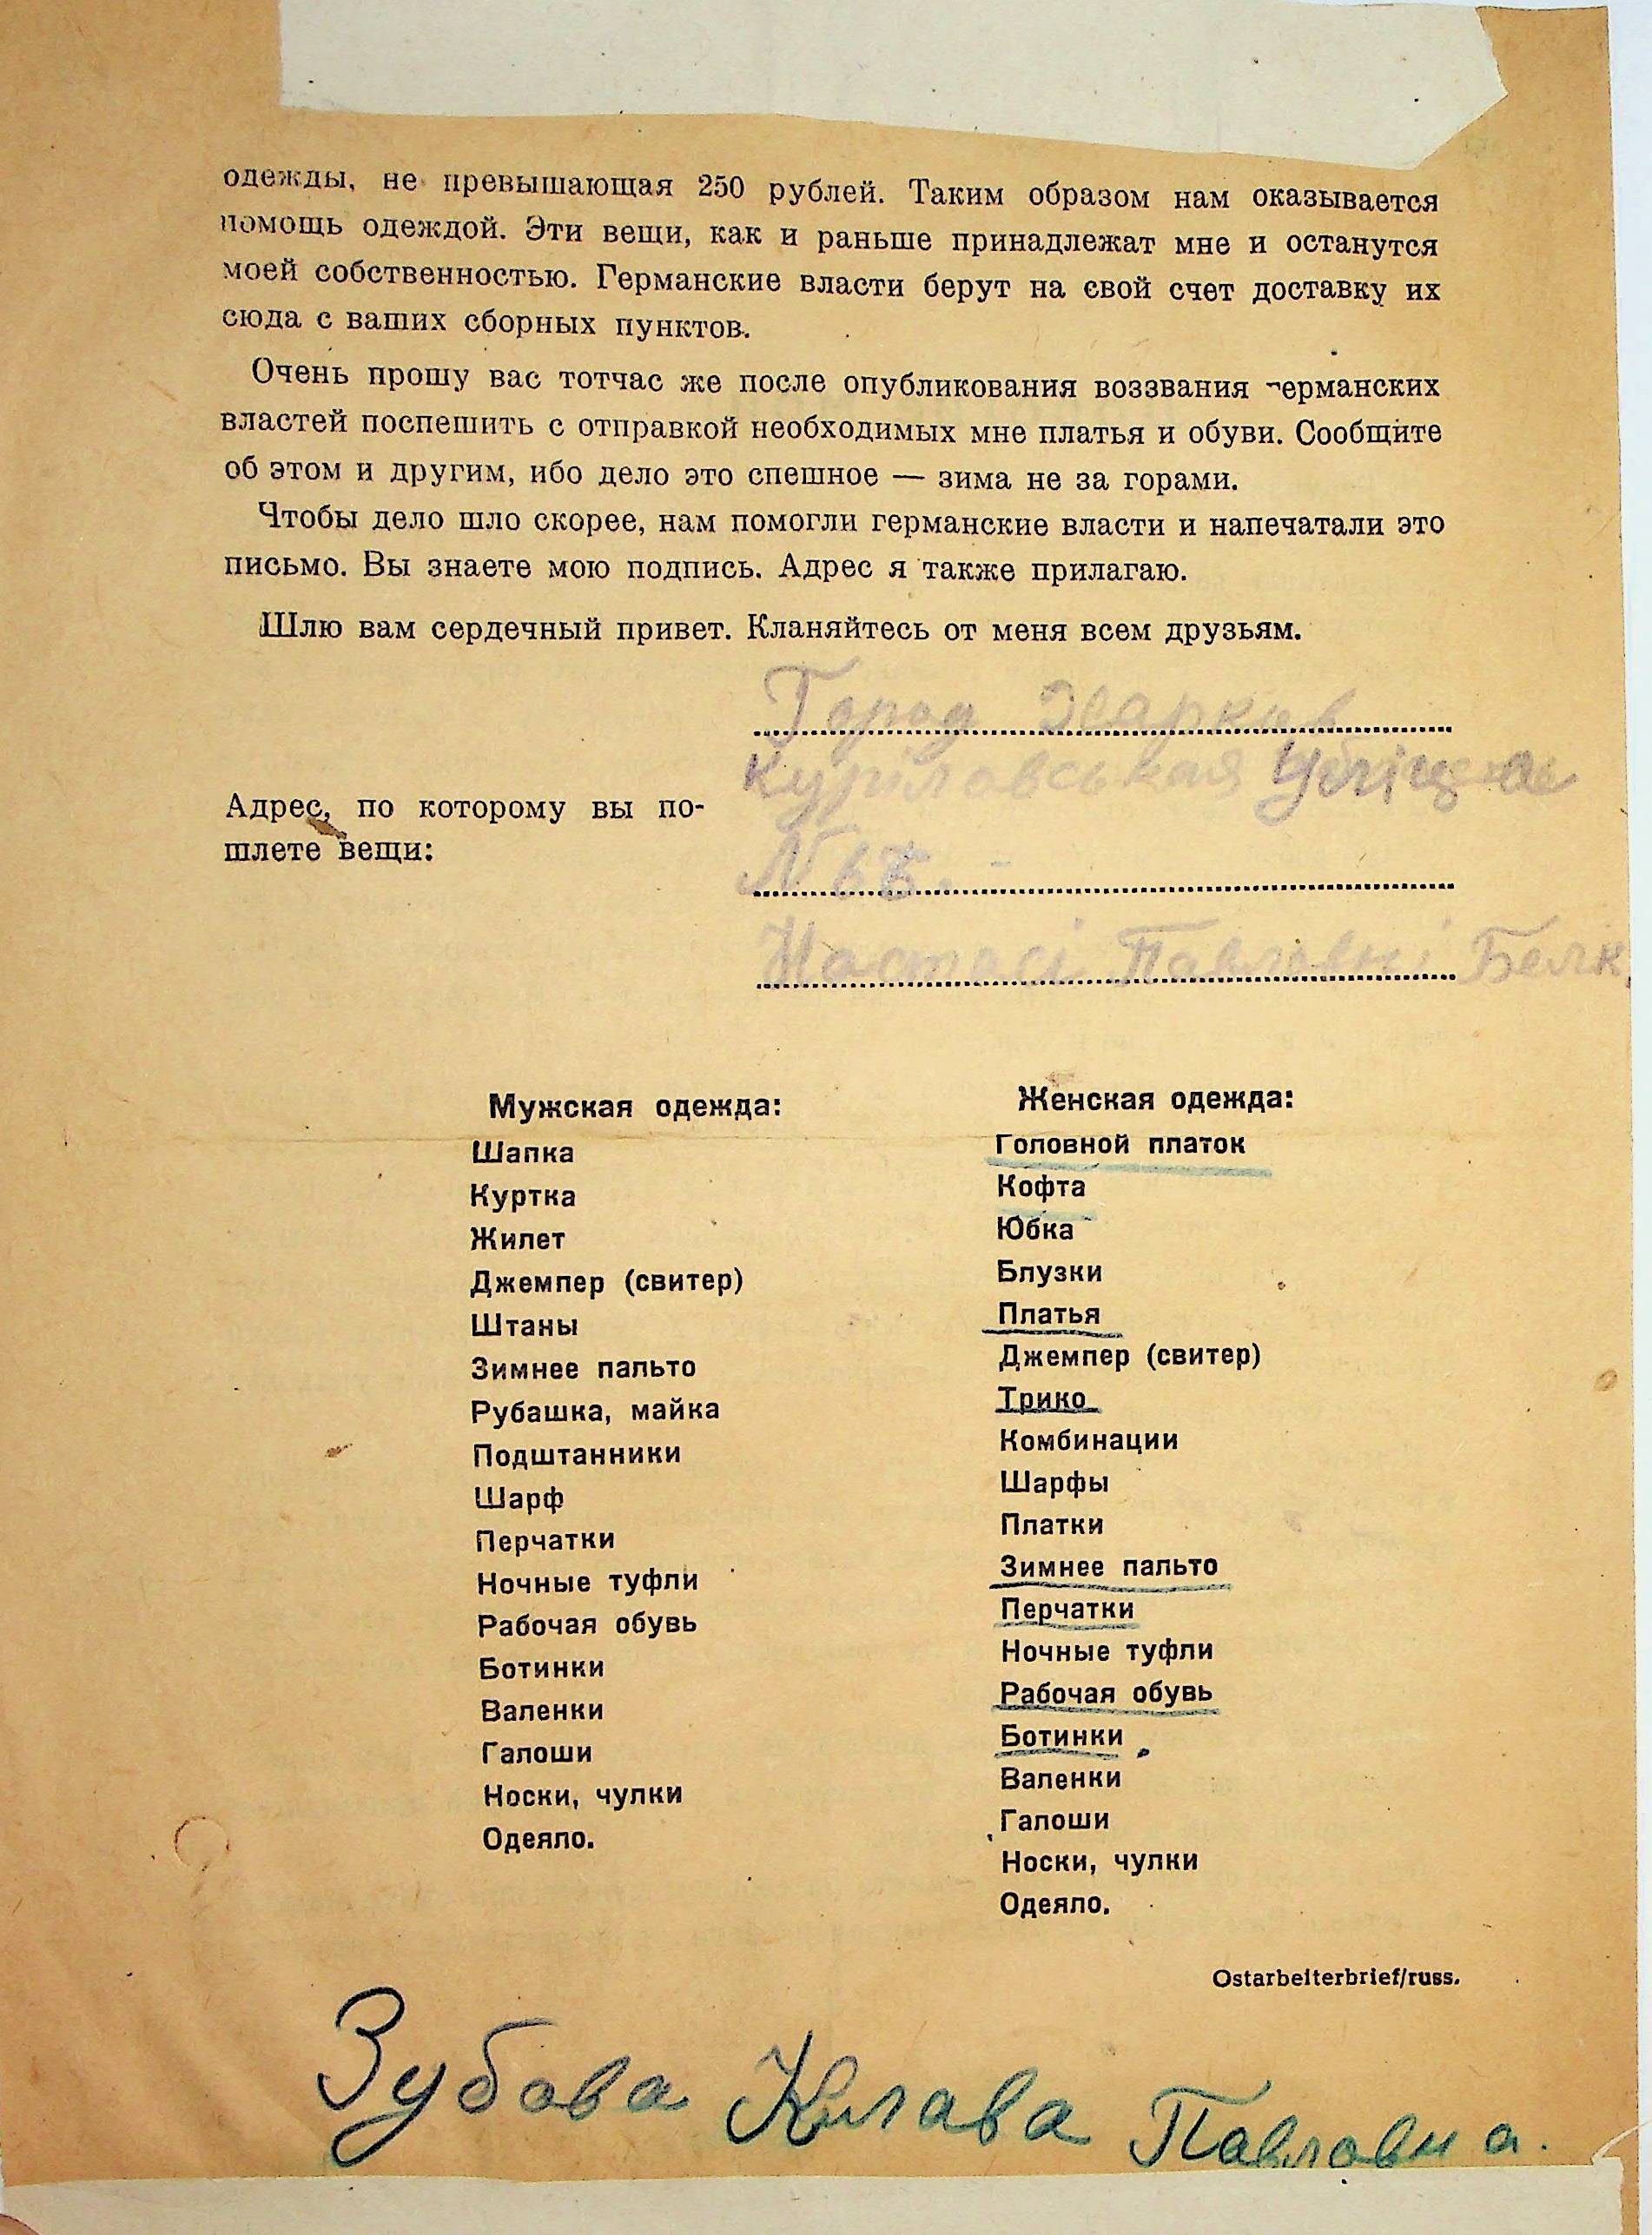 одежды, не превышающая 250 рублей. Таким образом нам оказывается
помощь одеждой. Эти вещи, как и раньше принадлежат мне и останутся
моей собственностью. Германские власти берут на свой счет доставку их
сюда с ваших сборных пунктов.
Очень прошу вас тотчас же после опубликования воззвания германских
властей поспешить с отправкой необходимых мне платья и обуви. Сообщите
об этом и другим, ибо дело это спешное — зима не за горами.
Чтобы дело шло скорее, нам помогли германские власти и напечатали это
письмо. Вы знаете мою подпись. Адрес я также прилагаю.
Шлю вам сердечный привет. Кланяйтесь от меня всем друзьям.
Город Харькив
Куріловськая
Адрес, по которому вы по-
шлете вещи:
Настасі Павловні Белк
Мужская одежда:
Шапка
Куртка
Жилет
Джемпер (свитер)
Штаны
Зимнее пальто
Рубашка, майка
Подштанники
Шарф
Перчатки
Ночные туфли
Рабочая обувь
Ботинки
Валенки
Галоши
Носки, чулки
Одеяло.
Женская одежда:
Головной платок
Кофта
Юбка
Блузки
Платья
Джемпер (свитер)
Трико
Комбинации
Шарфы
Платки
Зимнее пальто
Перчатки
Ночные туфли
Рабочая обувь
Ботинки
Валенки
Галоши
Носки, чулки
Одеяло.
Ostarbeiterbrief/russ.
Зубова Клава Павловна.